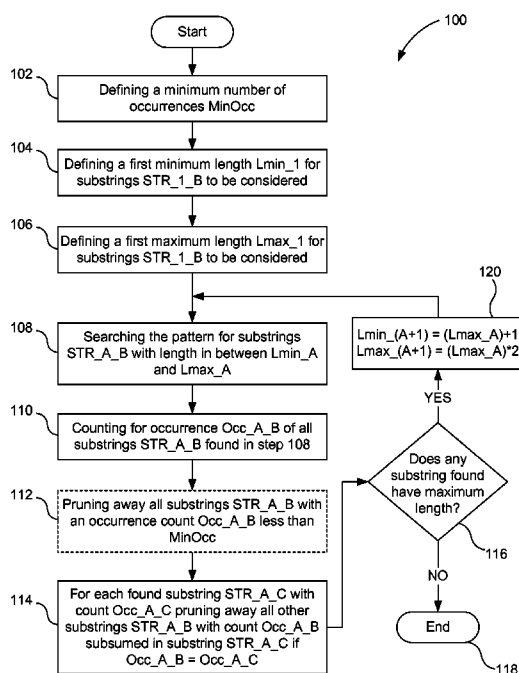 Start
100
102
Defining a minimum number of
occurrences MinOcc
104
Defining a first minimum length Lmin_1 for
substrings STR_1_B to be considered
106
Defining a first maximum length Lmax_1 for
substrings STR_1_B to be considered
120
Lmin_(A+1) = (Lmax_A)+1
Lmax_(A+1) = (Lmax_A)*2
108
Searching the pattern for substrings
STR_A_B with length in between Lmin_A
and Lmax_A
YES
110
Counting for occurrence Occ_A_B of all
substrings STR_A_B found in step 108
Does any
substring found
have maximum
length?
112
Pruning away all substrings STR_A_B with
an occurrence count Occ_A_B less than
MinOcc
116
NO
114
For each found substring STR_A_C with
count Occ_A_C pruning away all other
substrings STR_A_B with count Occ_A_B
subsumed in substring STR_A_C if
Occ_A_B = Occ_A_C
End
118